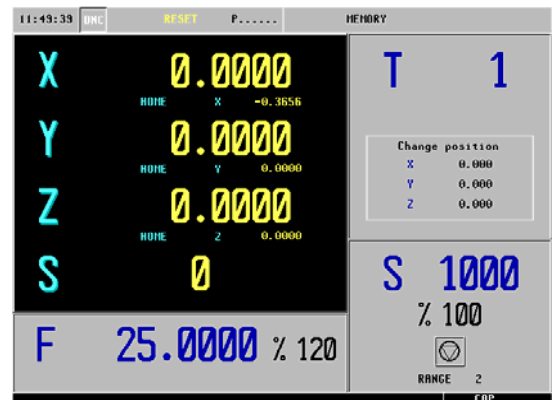 11:49:39 DNC RESET P...... MEMORY
X 0.0000
HOME X -0.3656
Y 0.0000
HOME Y 0.0000
Z 0.0000
HOME Z 0.0000
S 0
F 25.0000 % 120
T 1
Change position
X 0.000
Y 0.000
Z 0.000
S 1000
% 100
RANGE 2
CAP